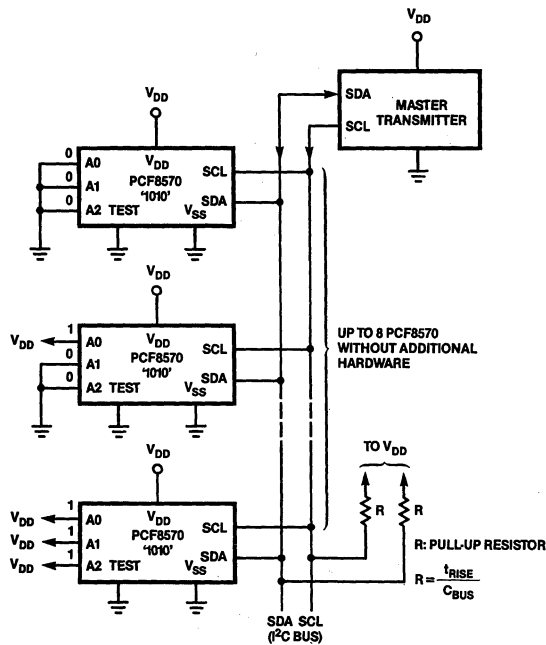 VDD
SDA
MASTER
TRANSMITTER
SCL
VDD
0
A0
VDD
SCL
0
A1
PCF8570
'1010'
0
A2
TEST
VSS
SDA
VDD
VDD
1
A0
VDD
SCL
0
A1
PCF8570
'1010'
0
A2
TEST
VSS
SDA
UP TO 8 PCF8570
WITHOUT ADDITIONAL
HARDWARE
TO VDD
R
R
VDD
VDD
1
A0
VDD
SCL
VDD
1
A1
PCF8570
'1010'
VDD
1
A2
TEST
VSS
SDA
R: PULL-UP RESISTOR
R = tRISE
CBUS
SDA SCL
(I²C BUS)